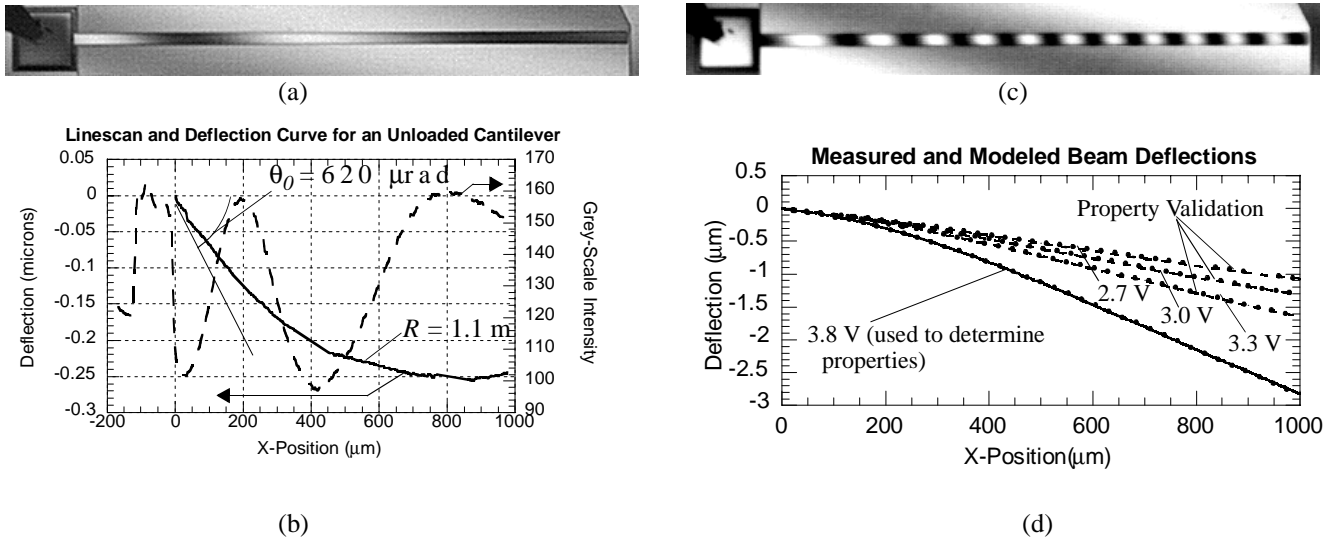 (a)
Linescan and Deflection Curve for an Unloaded Cantilever
0.05
0
-0.05
-0.1
-0.15
-0.2
-0.25
-0.3
Deflection (microns)
θ0 = 620 μrad
R = 1.1 m
170
160
150
140
130
120
110
100
90
Grey-Scale Intensity
-200 0 200 400 600 800 1000
X-Position (μm)
(b)
(c)
Measured and Modeled Beam Deflections
0.5
0
-0.5
-1
-1.5
-2
-2.5
-3
Deflection (μm)
Property Validation
2.7 V
3.0 V
3.3 V
3.8 V (used to determine
properties)
0 200 400 600 800 1000
X-Position(μm)
(d)